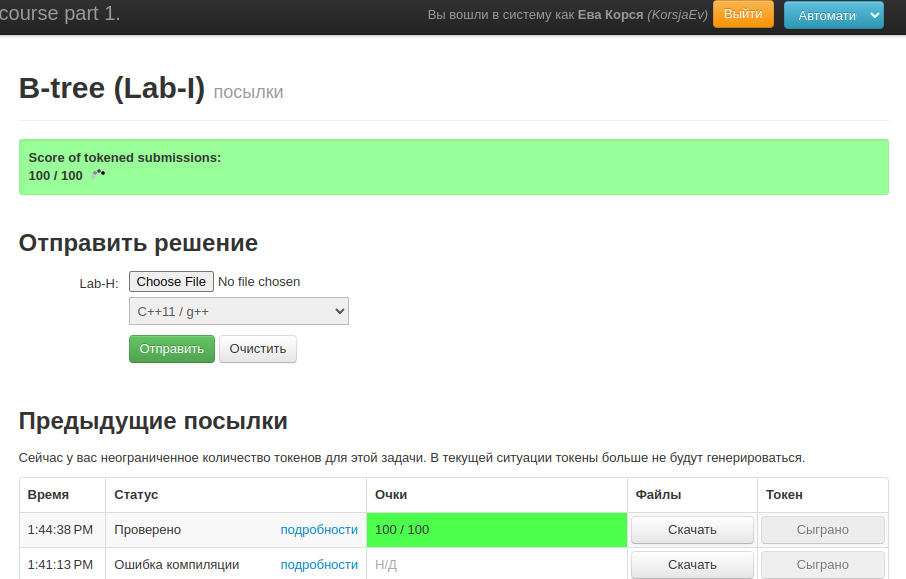 course part 1.
Вы вошли в систему как Ева Корся (KorsjaEv) Выйти Автомати
B-tree (Lab-I) посылки
Score of tokened submissions:
100 / 100
Отправить решение
Lab-H: Choose File No file chosen
C++11 / g++
Отправить Очистить
Предыдущие посылки
Сейчас у вас неограниченное количество токенов для этой задачи. В текущей ситуации токены больше не будут генерироваться.
Время Статус Очки Файлы Токен
1:44:38 PM Проверено подробности 100 / 100 Скачать Сыграно
1:41:13 PM Ошибка компиляции подробности Н/Д Скачать Сыграно